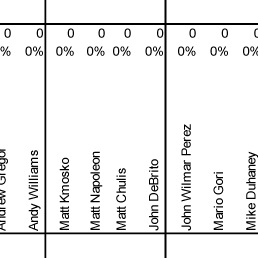 0 0 0 0 0 0 0 0 0
% 0% 0% 0% 0% 0% 0% 0% 0%
Andrew Gregor
Andy Williams
Matt Kmosko
Matt Napoleon
Matt Chulis
John DeBrito
John Wilmar Perez
Mario Gori
Mike Duhaney